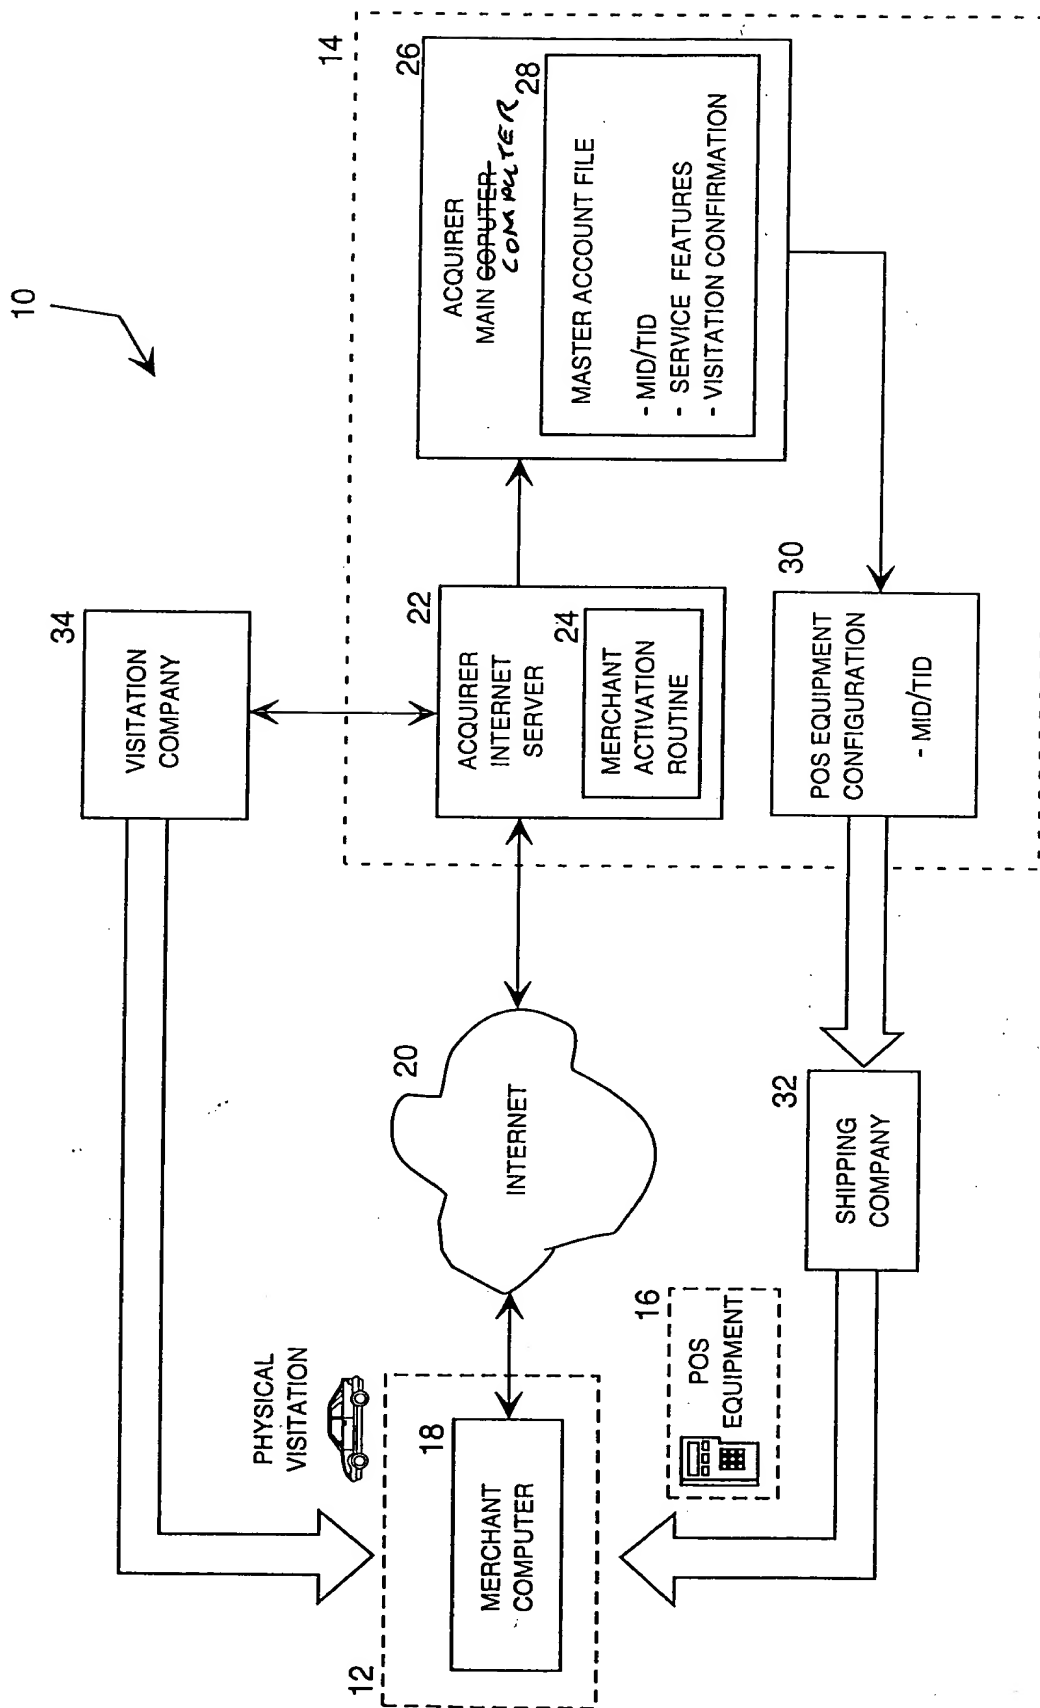 10
14
34
VISITATION
COMPANY
22
ACQUIRER
INTERNET
SERVER
24
MERCHANT
ACTIVATION
ROUTINE
26
ACQUIRER
MAIN GOPUTER
COMPUTER
28
MASTER ACCOUNT FILE
- MID/TID
- SERVICE FEATURES
- VISITATION CONFIRMATION
PHYSICAL
VISITATION
12
18
MERCHANT
COMPUTER
20
INTERNET
16
POS
EQUIPMENT
32
SHIPPING
COMPANY
30
POS EQUIPMENT
CONFIGURATION
- MID/TID